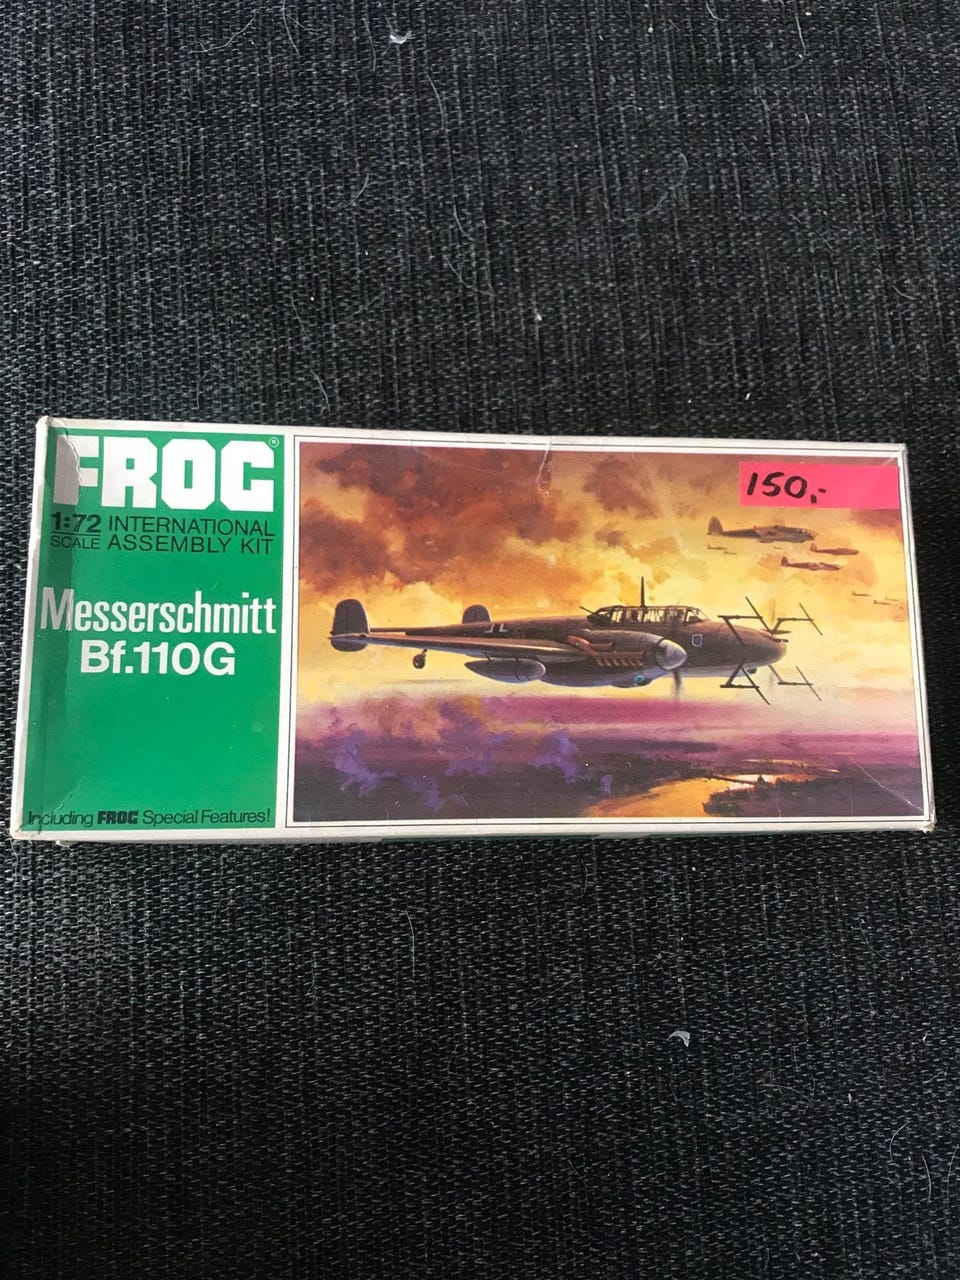 FROG®
1:72 INTERNATIONAL
SCALE ASSEMBLY KIT
Messerschmitt
Bf.110G
Including FROG Special Features!
150,-